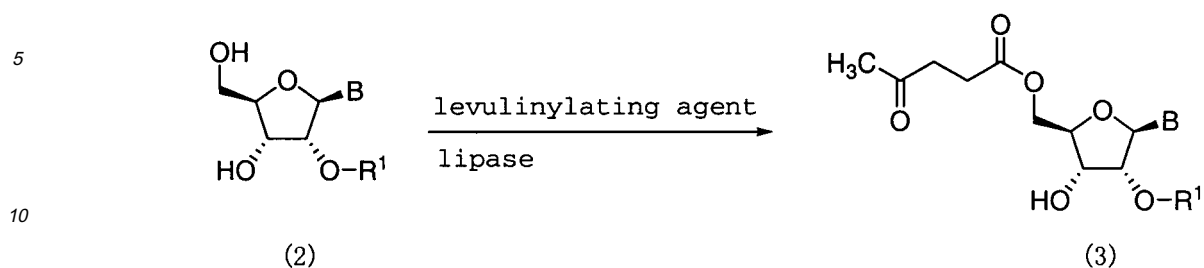 5
OH
O
B
levulinylating agent
HO
O-R¹
lipase
(2)
H₃C
O
O
O
O
B
HO
O-R¹
10
(3)